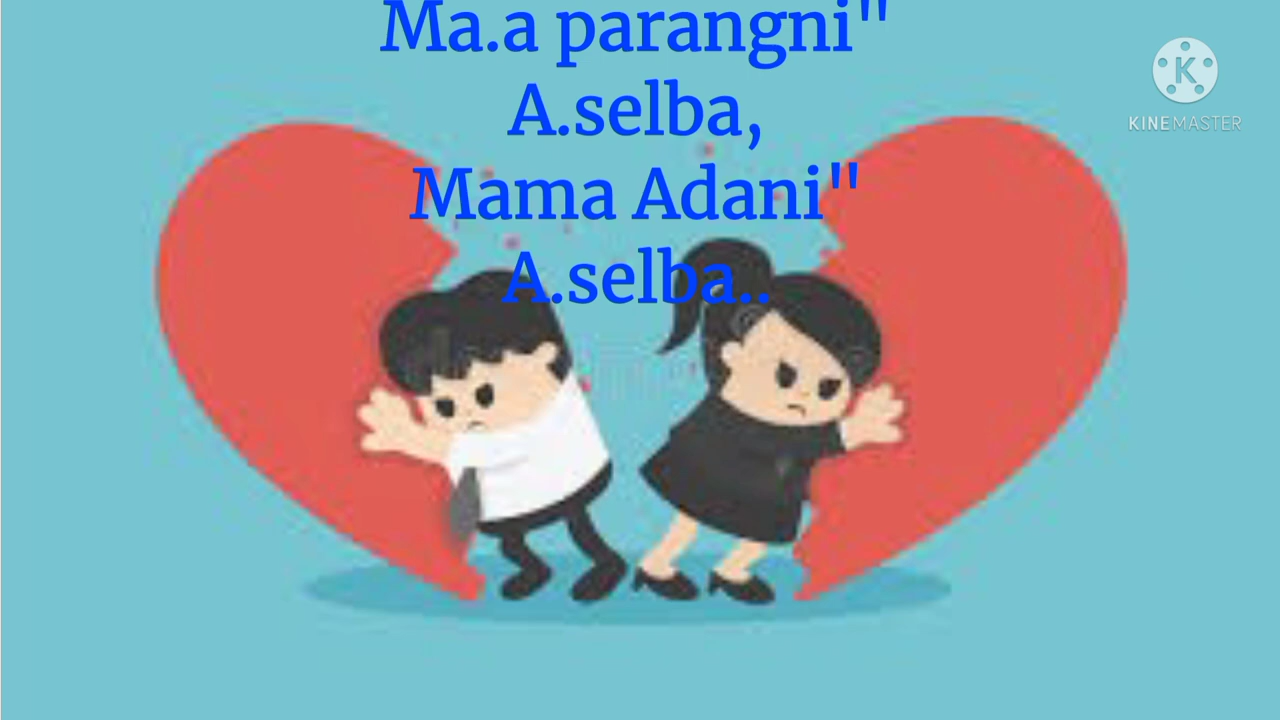 Ma.a parangni"
A.selba,
Mama Adani"
A.selba..
KINEMASTER